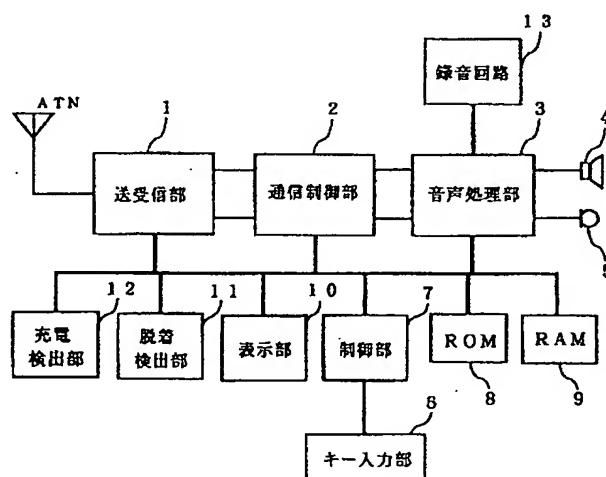 13
録音回路
ATN
1
2
3
4
送受信部
通信制御部
音声処理部
5
12
11
10
7
充電
検出部
脱着
検出部
表示部
制御部
ROM
RAM
8
9
6
キー入力部